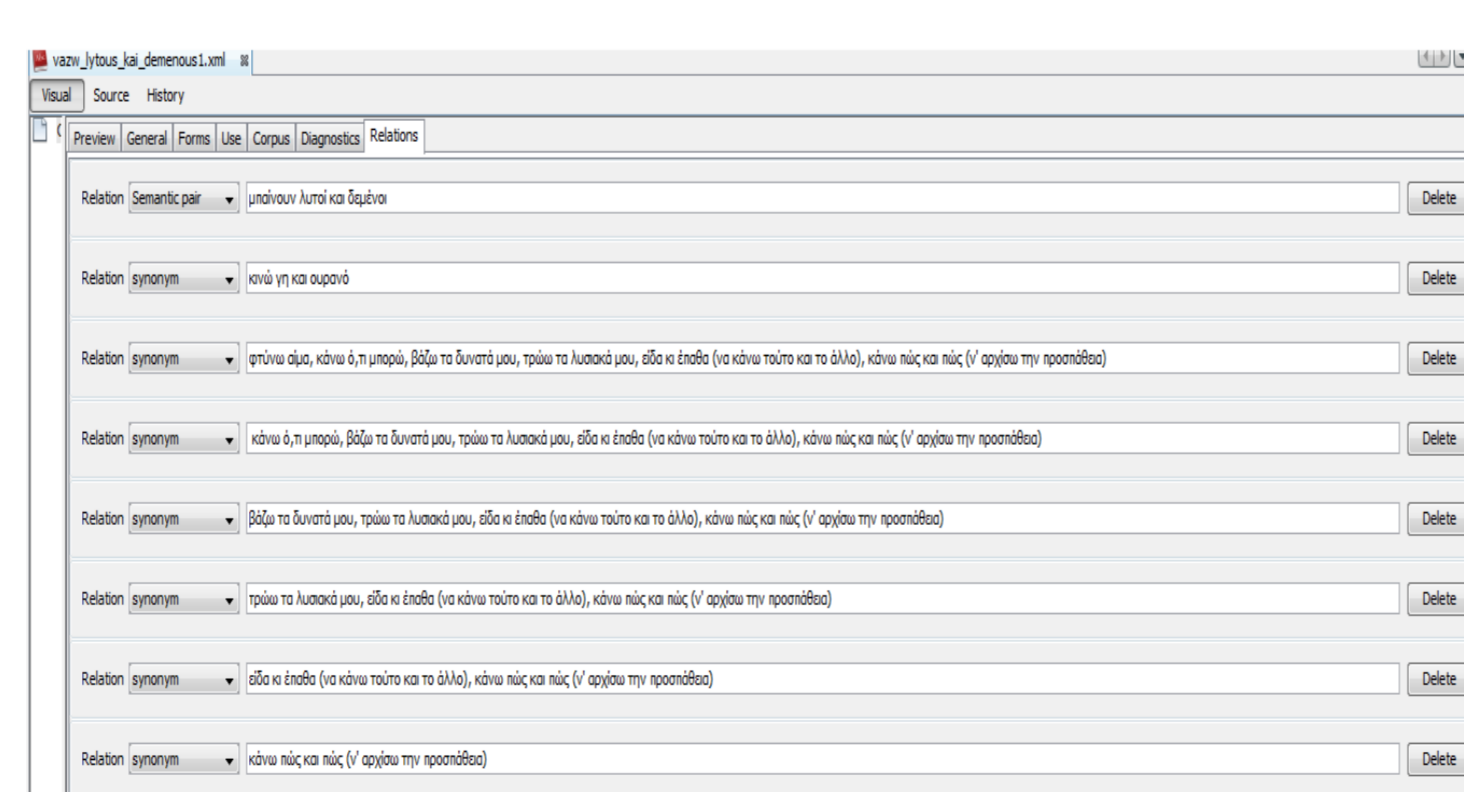 vazw_lytous_kai_demenous1.xml
Visual Source History
Preview General Forms Use Corpus Diagnostics Relations
Relation Semantic pair μπαίνουν λυτοί και δεμένοι Delete
Relation synonym κινώ γη και ουρανό Delete
Relation synonym φτύνω αίμα, κάνω ό,τι μπορώ, βάζω τα δυνατά μου, τρώω τα λυσιακά μου, είδα κι έπαθα (να κάνω τούτο και το άλλο), κάνω πώς και πώς (ν' αρχίσω την προσπάθεια) Delete
Relation synonym κάνω ό,τι μπορώ, βάζω τα δυνατά μου, τρώω τα λυσιακά μου, είδα κι έπαθα (να κάνω τούτο και το άλλο), κάνω πώς και πώς (ν' αρχίσω την προσπάθεια) Delete
Relation synonym βάζω τα δυνατά μου, τρώω τα λυσιακά μου, είδα κι έπαθα (να κάνω τούτο και το άλλο), κάνω πώς και πώς (ν' αρχίσω την προσπάθεια) Delete
Relation synonym τρώω τα λυσιακά μου, είδα κι έπαθα (να κάνω τούτο και το άλλο), κάνω πώς και πώς (ν' αρχίσω την προσπάθεια) Delete
Relation synonym είδα κι έπαθα (να κάνω τούτο και το άλλο), κάνω πώς και πώς (ν' αρχίσω την προσπάθεια) Delete
Relation synonym κάνω πώς και πώς (ν' αρχίσω την προσπάθεια) Delete